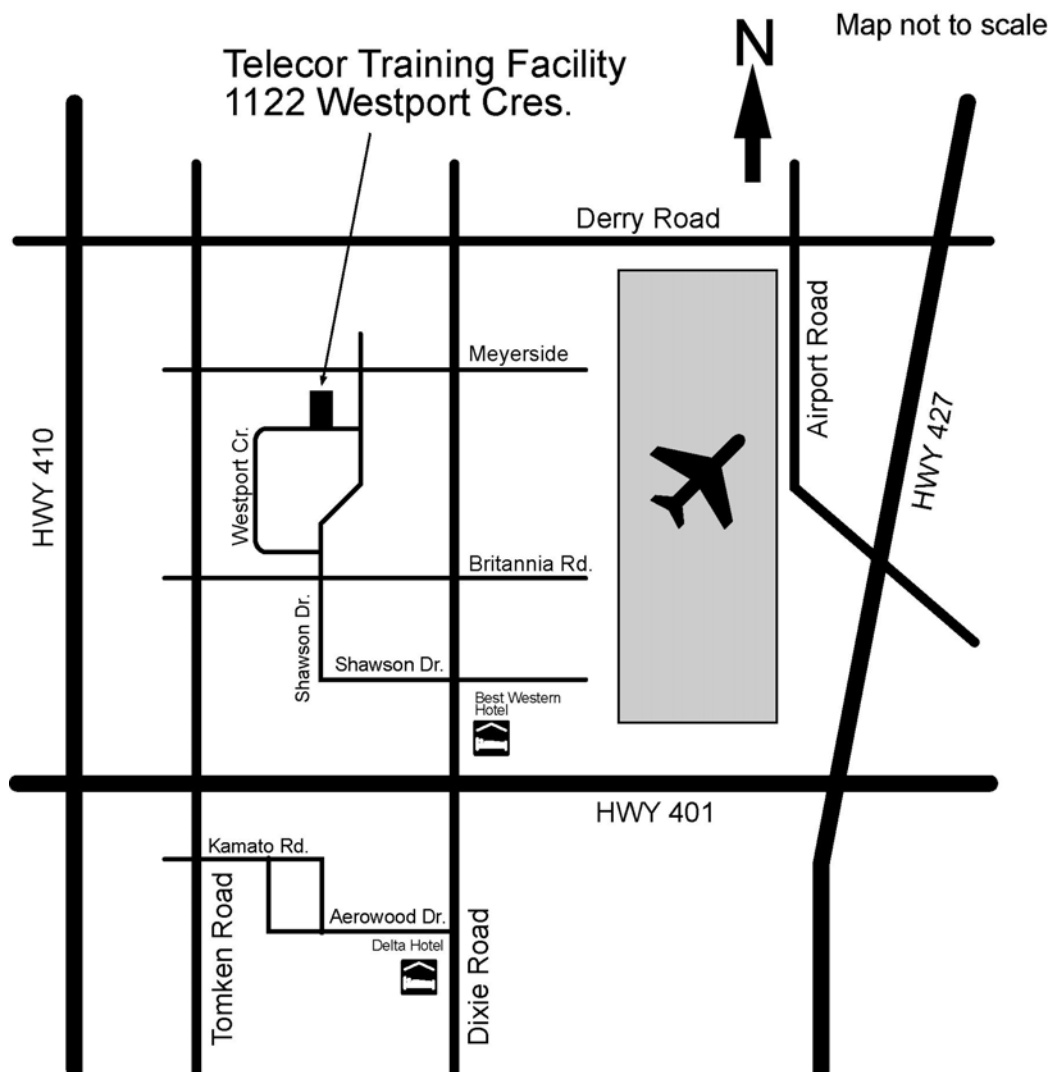 Map not to scale
N
Telecor Training Facility
1122 Westport Cres.
Derry Road
Meyerside
Airport Road
HWY 427
HWY 410
Westport Cr.
Britannia Rd.
Shawson Dr.
Shawson Dr.
Best Western
Hotel
HWY 401
Kamato Rd.
Tomken Road
Aerowood Dr.
Delta Hotel
Dixie Road